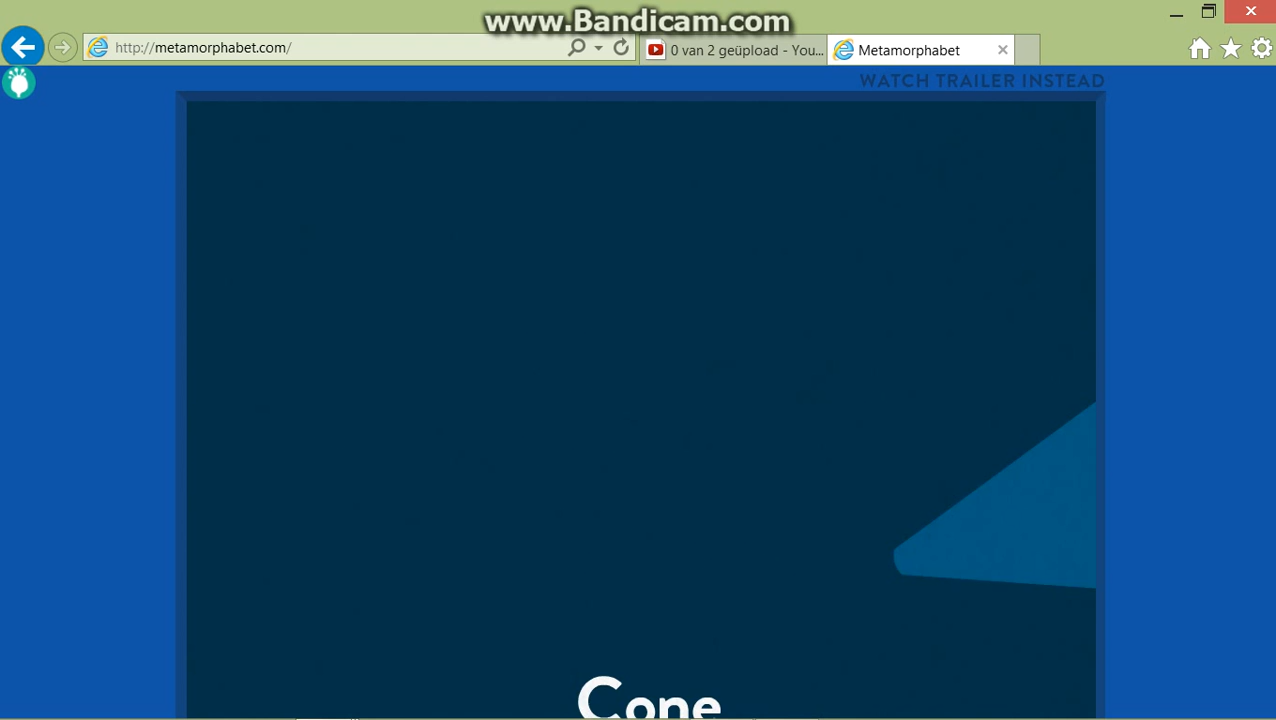 www.Bandicam.com
http://metamorphabet.com/
0 van 2 geüpload - You...
Metamorphabet
WATCH TRAILER INSTEAD
Cone